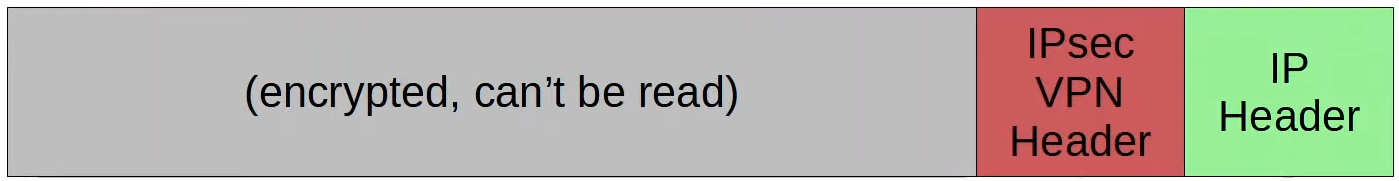 (encrypted, can’t be read)
IPsec
VPN
Header
IP
Header